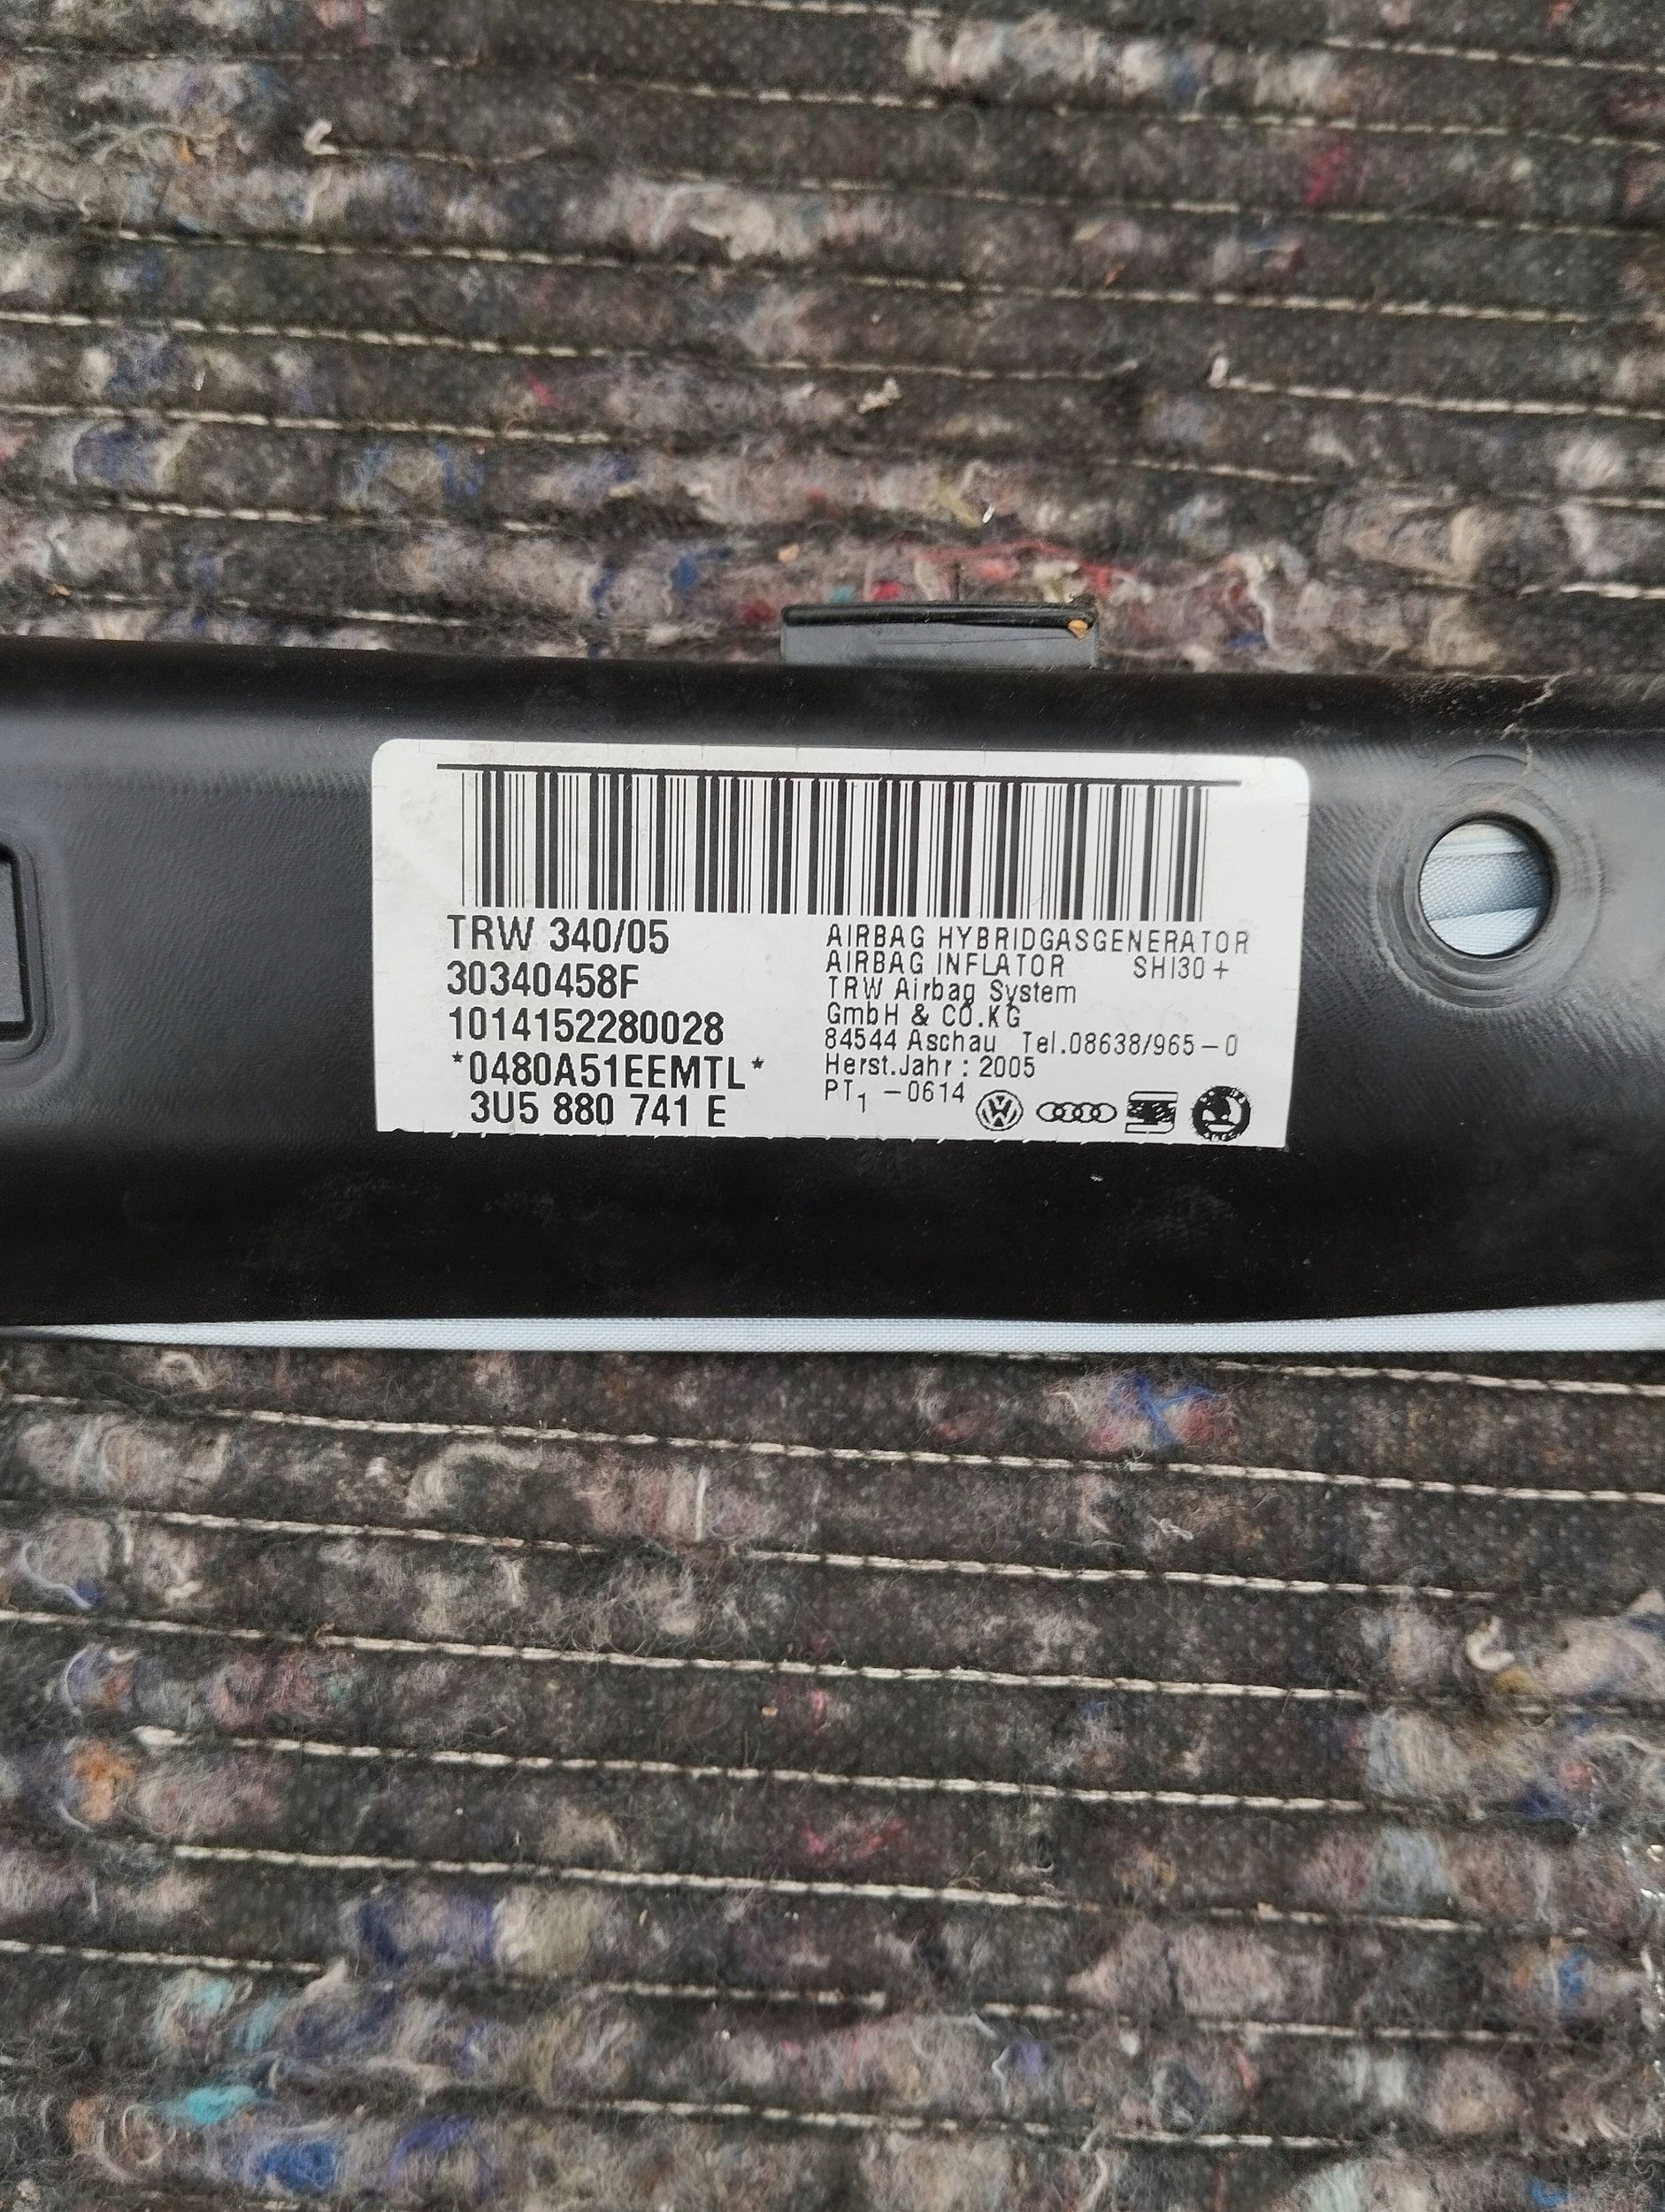 TRW 340/05
30340458F
1014152280028
*0480A51EEMTL*
3U5 880 741 E
AIRBAG HYBRIDGASGENERATOR
AIRBAG INFLATOR SHI30+
TRW Airbag System
GmbH & CO.KG
84544 Aschau Tel.08638/965-0
Herst.Jahr: 2005
PT1 -0614